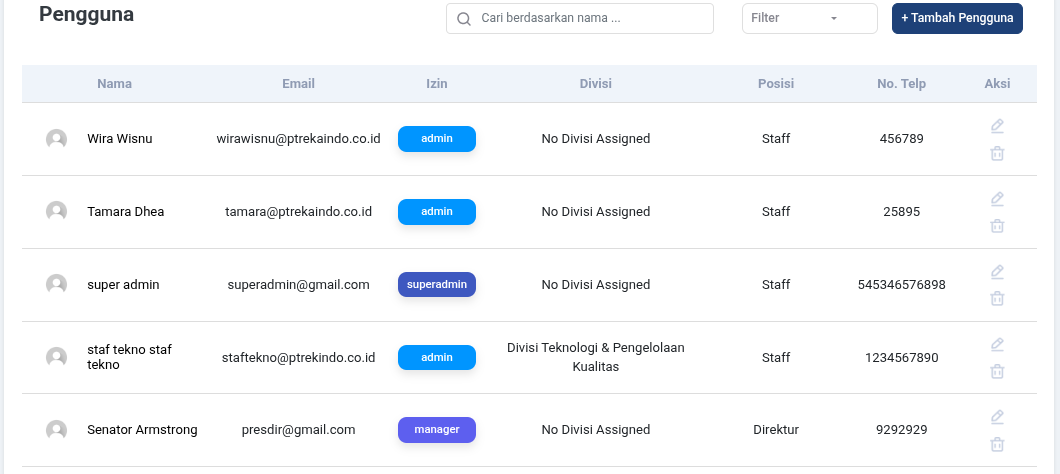 Pengguna
Cari berdasarkan nama ...
Filter
+ Tambah Pengguna
Nama Email Izin Divisi Posisi No. Telp Aksi
Wira Wisnu wirawisnu@ptrekaindo.co.id admin No Divisi Assigned Staff 456789
Tamara Dhea tamara@ptrekaindo.co.id admin No Divisi Assigned Staff 25895
super admin superadmin@gmail.com superadmin No Divisi Assigned Staff 545346576898
staf tekno staf
tekno
staftekno@ptrekindo.co.id admin
Divisi Teknologi & Pengelolaan
Kualitas
Staff 1234567890
Senator Armstrong presdir@gmail.com manager No Divisi Assigned Direktur 9292929